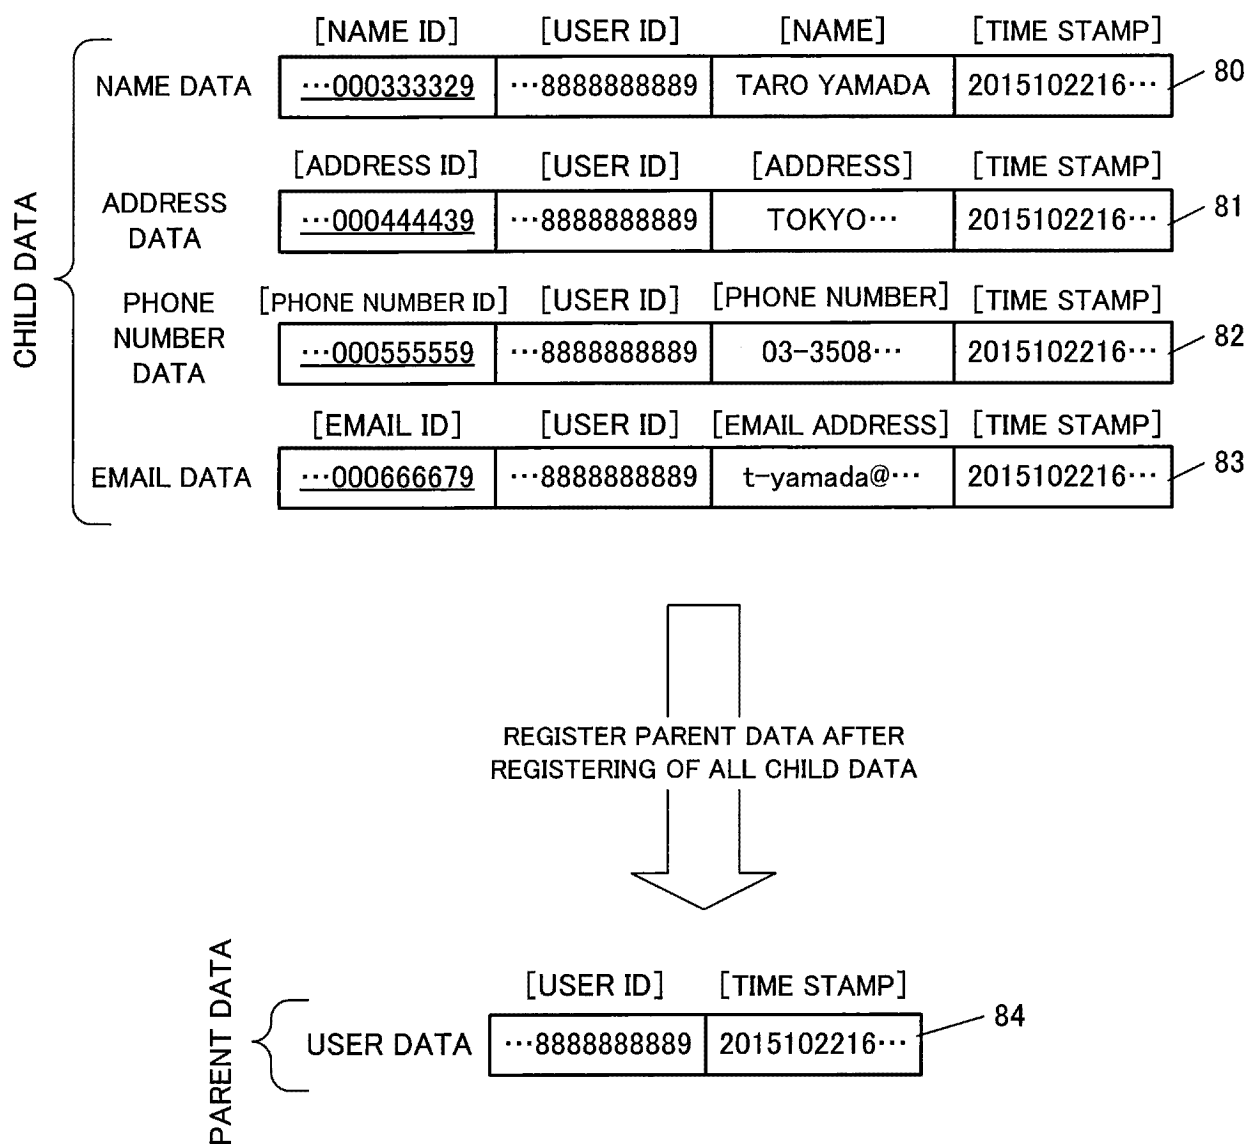 [NAME ID] [USER ID] [NAME] [TIME STAMP]
NAME DATA …000333329 …8888888889 TARO YAMADA 2015102216… 80
[ADDRESS ID] [USER ID] [ADDRESS] [TIME STAMP]
ADDRESS DATA …000444439 …8888888889 TOKYO… 2015102216… 81
CHILD DATA
[PHONE NUMBER ID] [USER ID] [PHONE NUMBER] [TIME STAMP]
PHONE NUMBER DATA …000555559 …8888888889 03-3508… 2015102216… 82
[EMAIL ID] [USER ID] [EMAIL ADDRESS] [TIME STAMP]
EMAIL DATA …000666679 …8888888889 t-yamada@… 2015102216… 83
REGISTER PARENT DATA AFTER
REGISTERING OF ALL CHILD DATA
PARENT DATA
[USER ID] [TIME STAMP]
USER DATA …8888888889 2015102216… 84